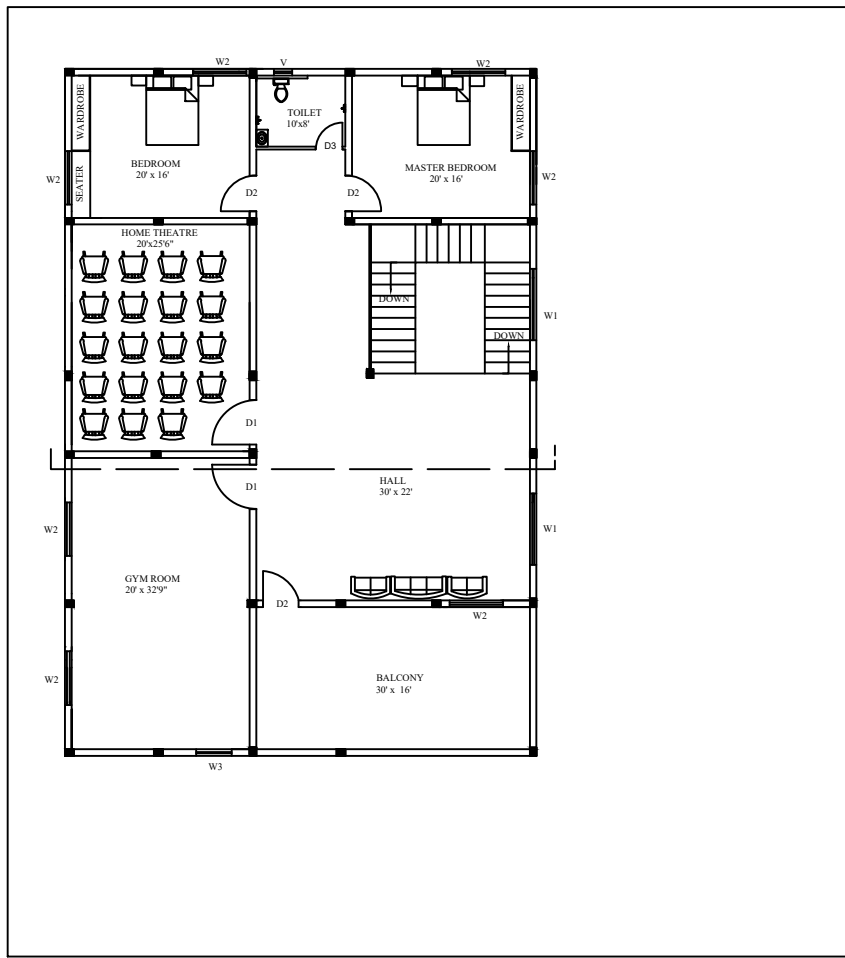 W2
V
W2
WARDROBE
TOILET
10'x8'
WARDROBE
D3
BEDROOM
20' x 16'
MASTER BEDROOM
20' x 16'
W2
SEATER
D2
D2
W2
HOME THEATRE
20'x25'6"
DOWN
W1
DOWN
D1
HALL
30' x 22'
D1
W2
W1
GYM ROOM
20' x 32'9"
D2
W2
W2
BALCONY
30' x 16'
W3